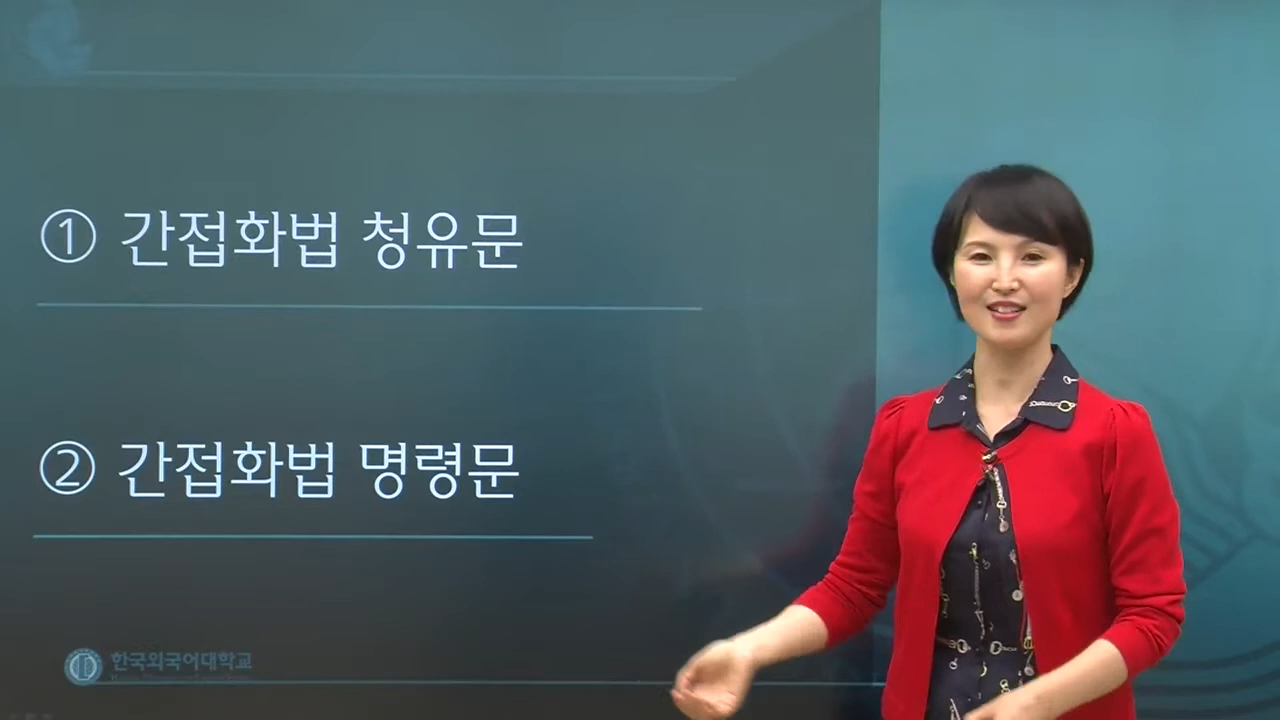 ① 간접화법 청유문
② 간접화법 명령문
한국외국어대학교